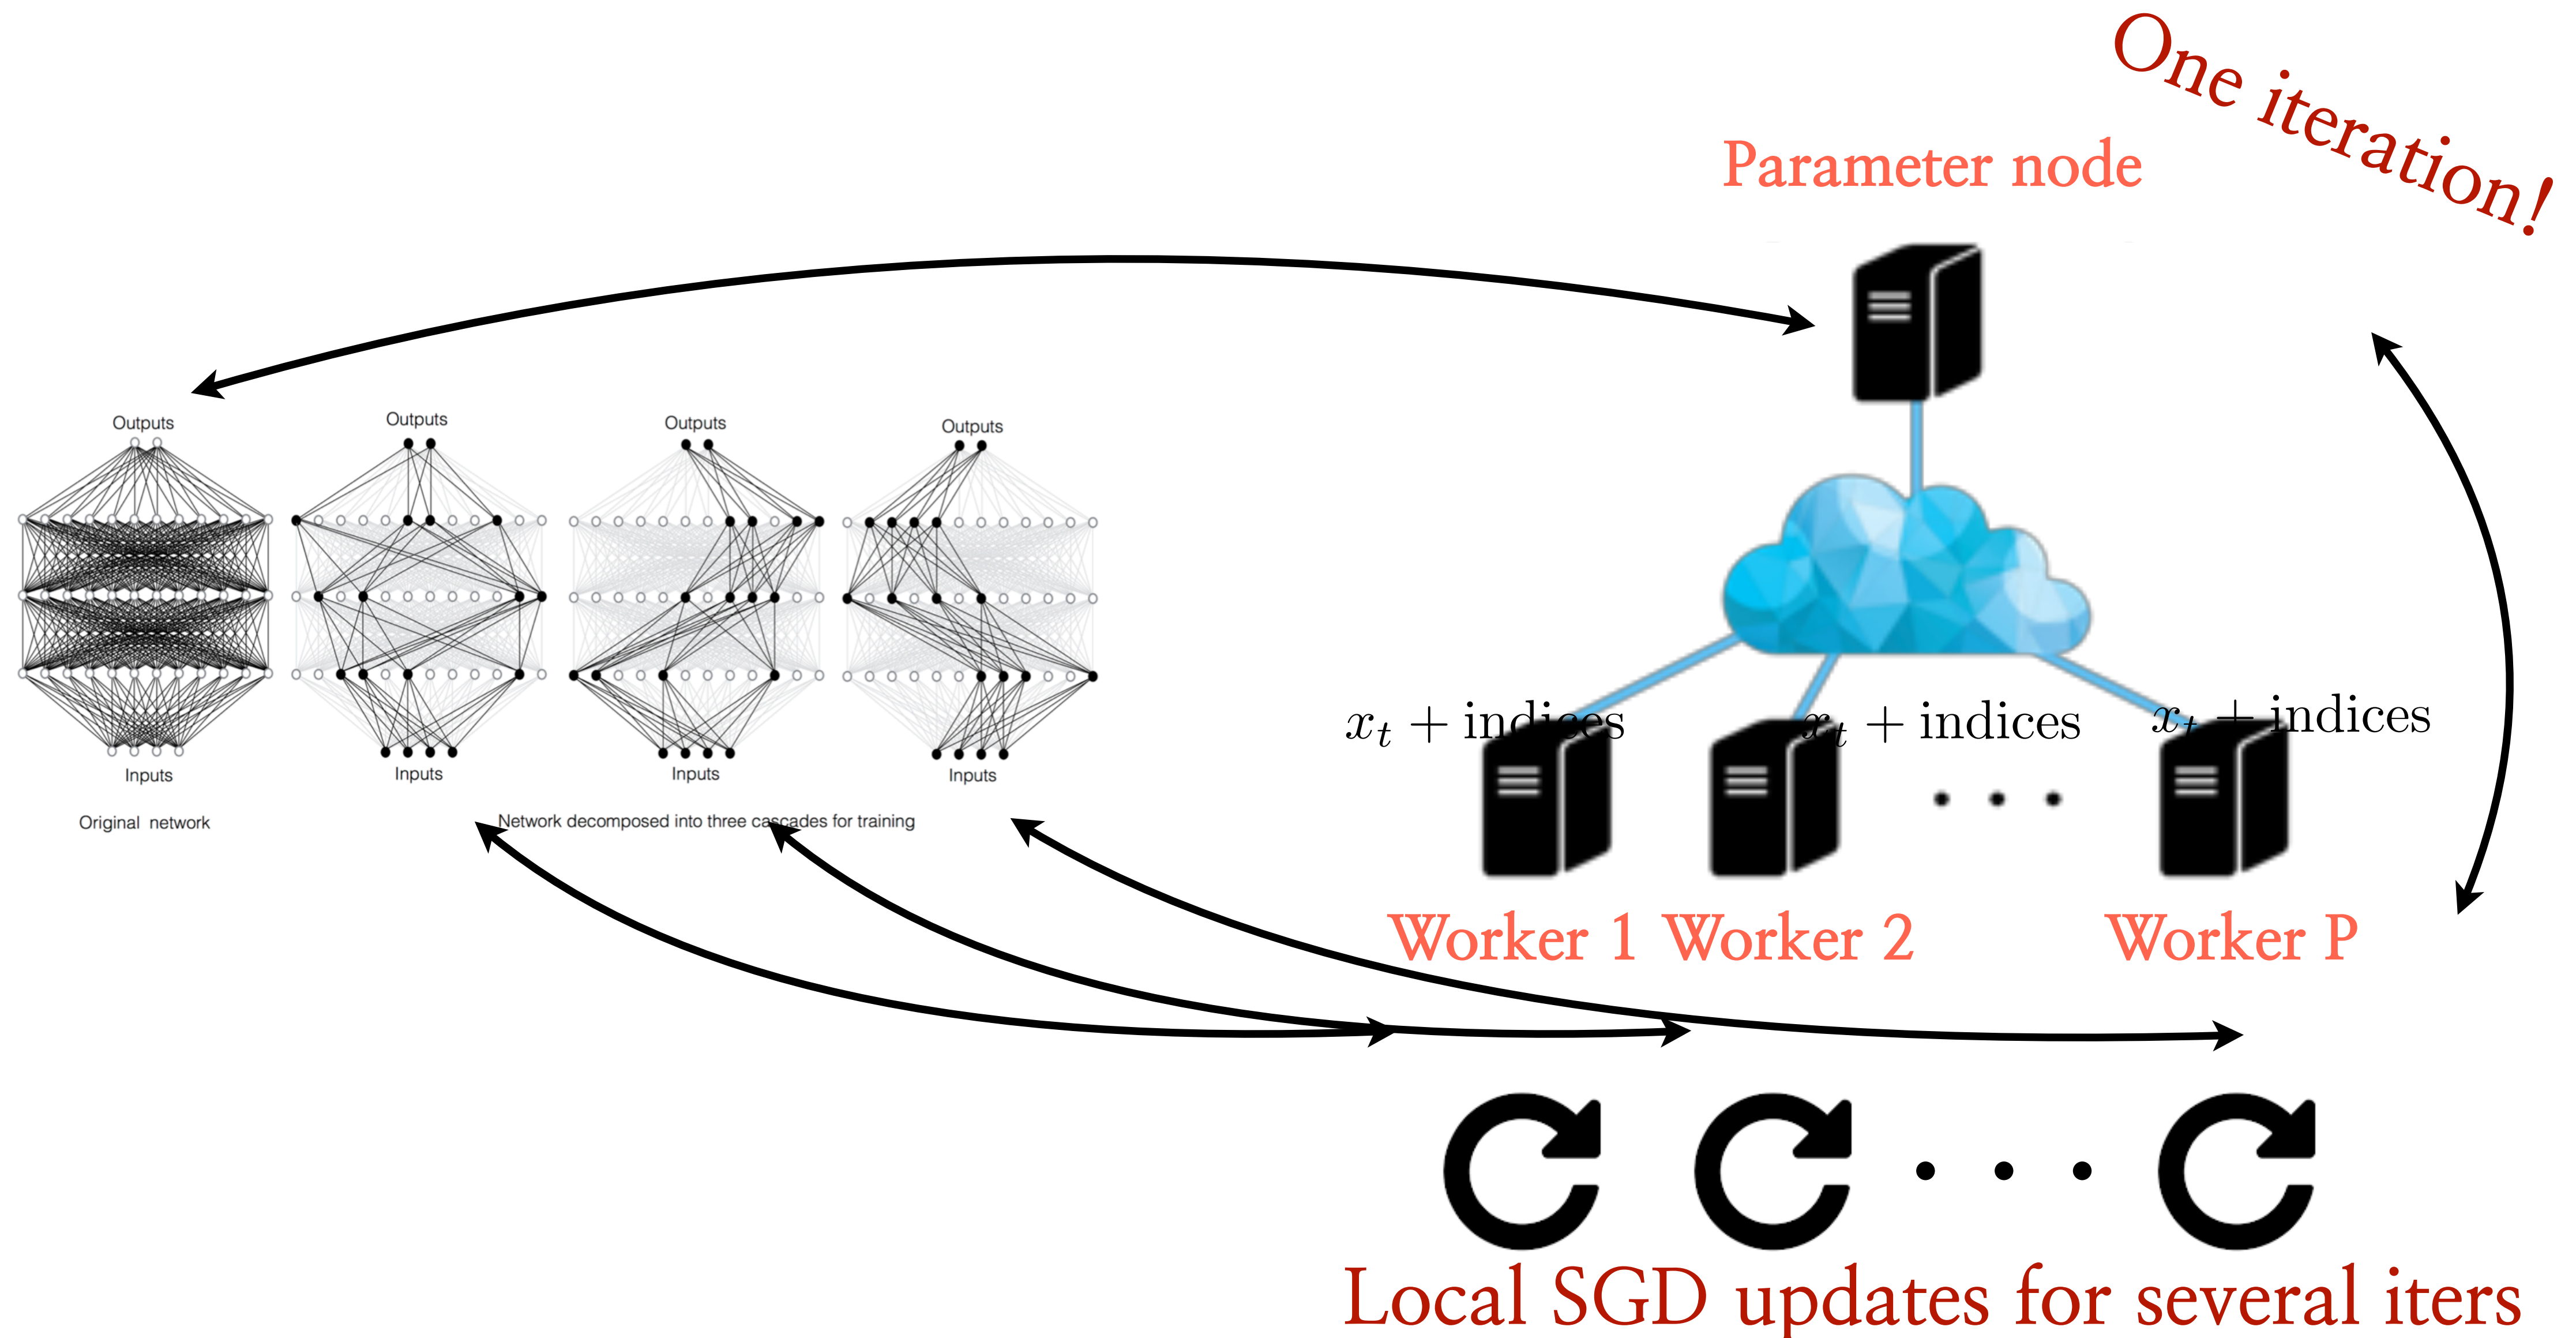 One iteration!
Parameter node
Outputs
Outputs
Outputs
Outputs
x_t + indices
x_t + indices
x_t + indices
Inputs
Inputs
Inputs
Inputs
Original network
Network decomposed into three cascades for training
Worker 1
Worker 2
Worker P
Local SGD updates for several iters